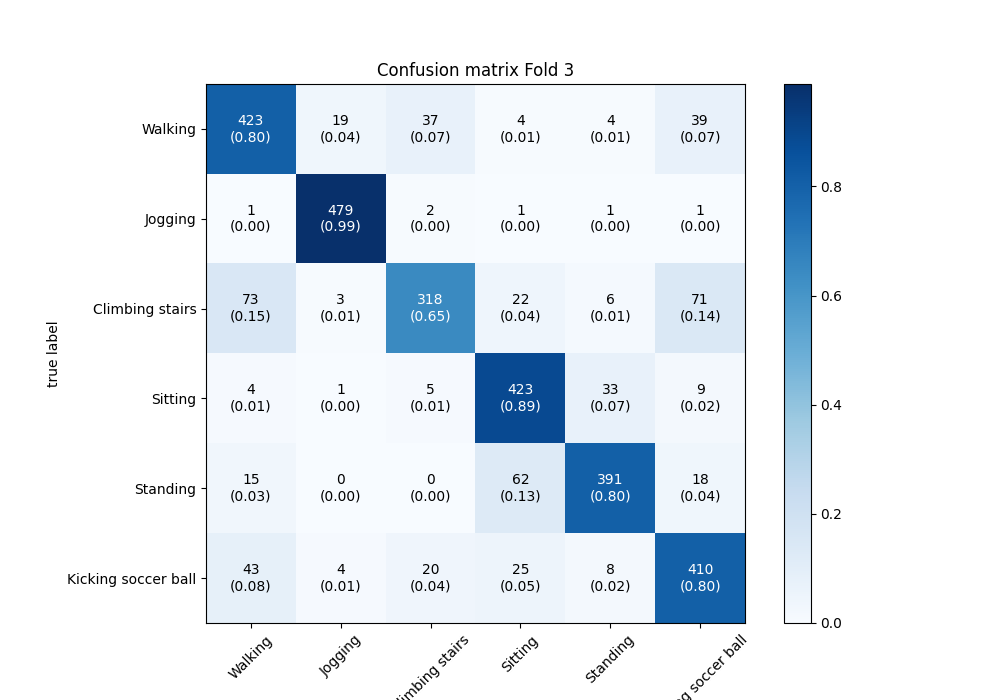 Confusion matrix Fold 3
Walking
423 19 37 4 4 39
(0.80) (0.04) (0.07) (0.01) (0.01) (0.07)
Jogging
1 479 2 1 1 1
(0.00) (0.99) (0.00) (0.00) (0.00) (0.00)
Climbing stairs
73 3 318 22 6 71
(0.15) (0.01) (0.65) (0.04) (0.01) (0.14)
Sitting
4 1 5 423 33 9
(0.01) (0.00) (0.01) (0.89) (0.07) (0.02)
Standing
15 0 0 62 391 18
(0.03) (0.00) (0.00) (0.13) (0.80) (0.04)
Kicking soccer ball
43 4 20 25 8 410
(0.08) (0.01) (0.04) (0.05) (0.02) (0.80)
true label
Walking
Jogging
limbing stairs
Sitting
Standing
g soccer ball
0.8
0.6
0.4
0.2
0.0